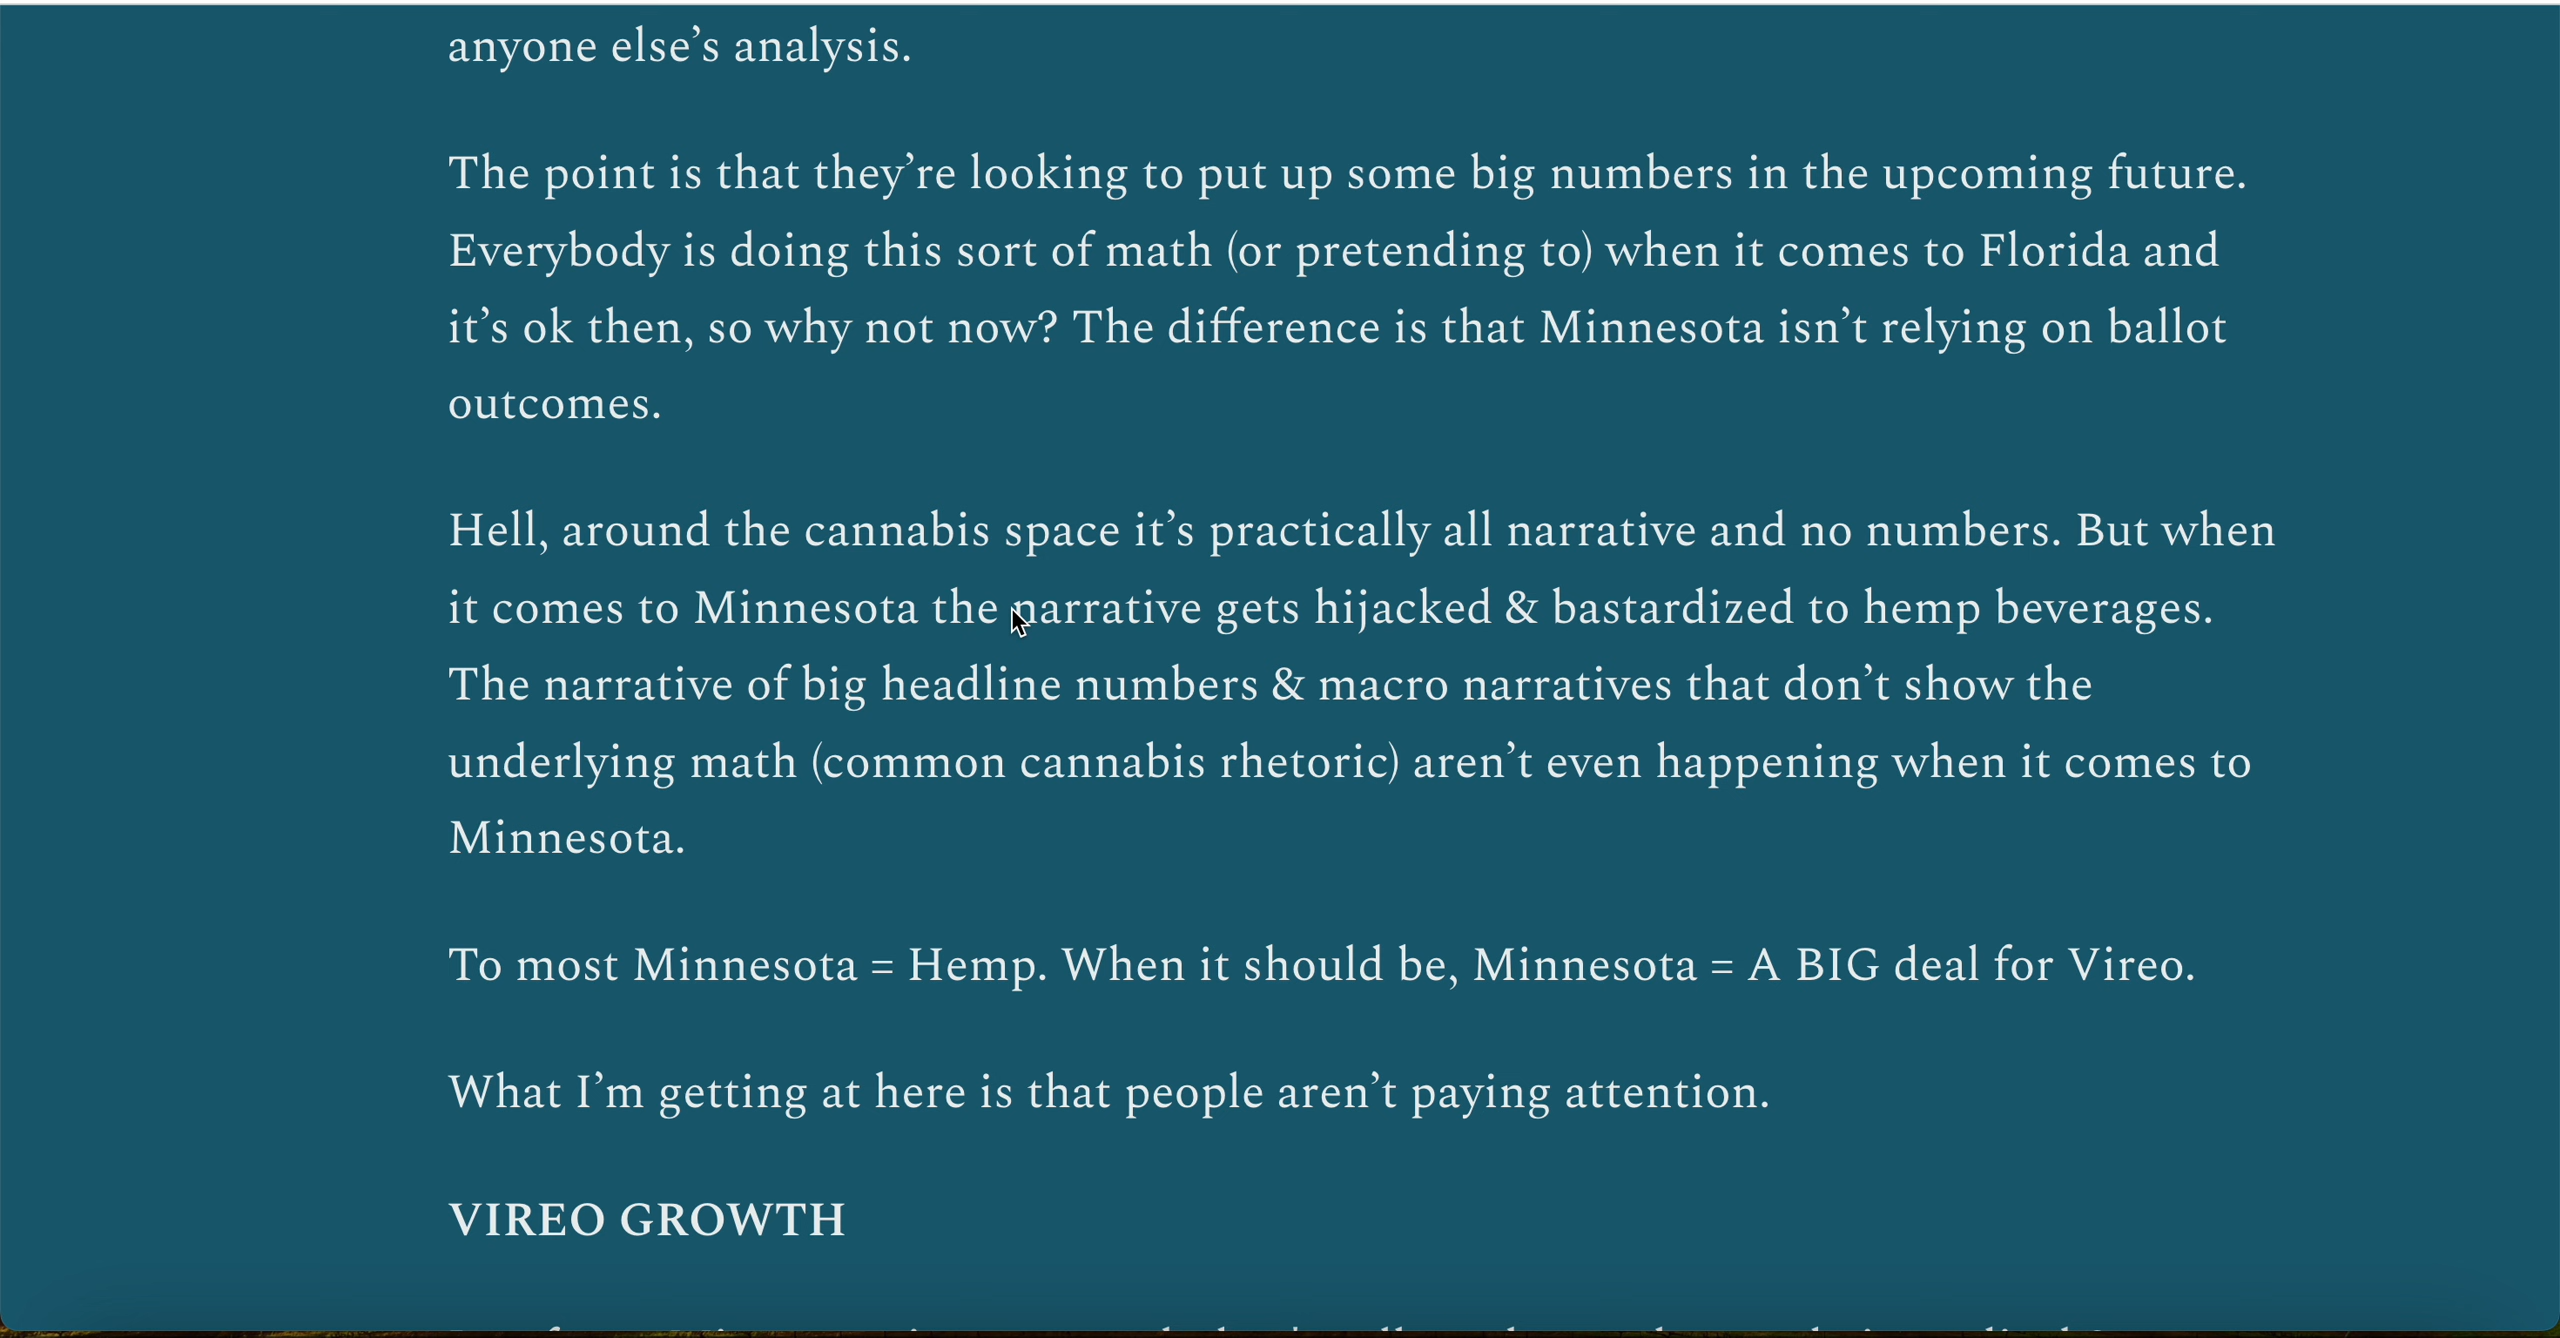 anyone else’s analysis.
The point is that they’re looking to put up some big numbers in the upcoming future.
Everybody is doing this sort of math (or pretending to) when it comes to Florida and
it’s ok then, so why not now? The difference is that Minnesota isn’t relying on ballot
outcomes.
Hell, around the cannabis space it’s practically all narrative and no numbers. But when
it comes to Minnesota the narrative gets hijacked & bastardized to hemp beverages.
The narrative of big headline numbers & macro narratives that don’t show the
underlying math (common cannabis rhetoric) aren’t even happening when it comes to
Minnesota.
To most Minnesota = Hemp. When it should be, Minnesota = A BIG deal for Vireo.
What I’m getting at here is that people aren’t paying attention.
VIREO GROWTH